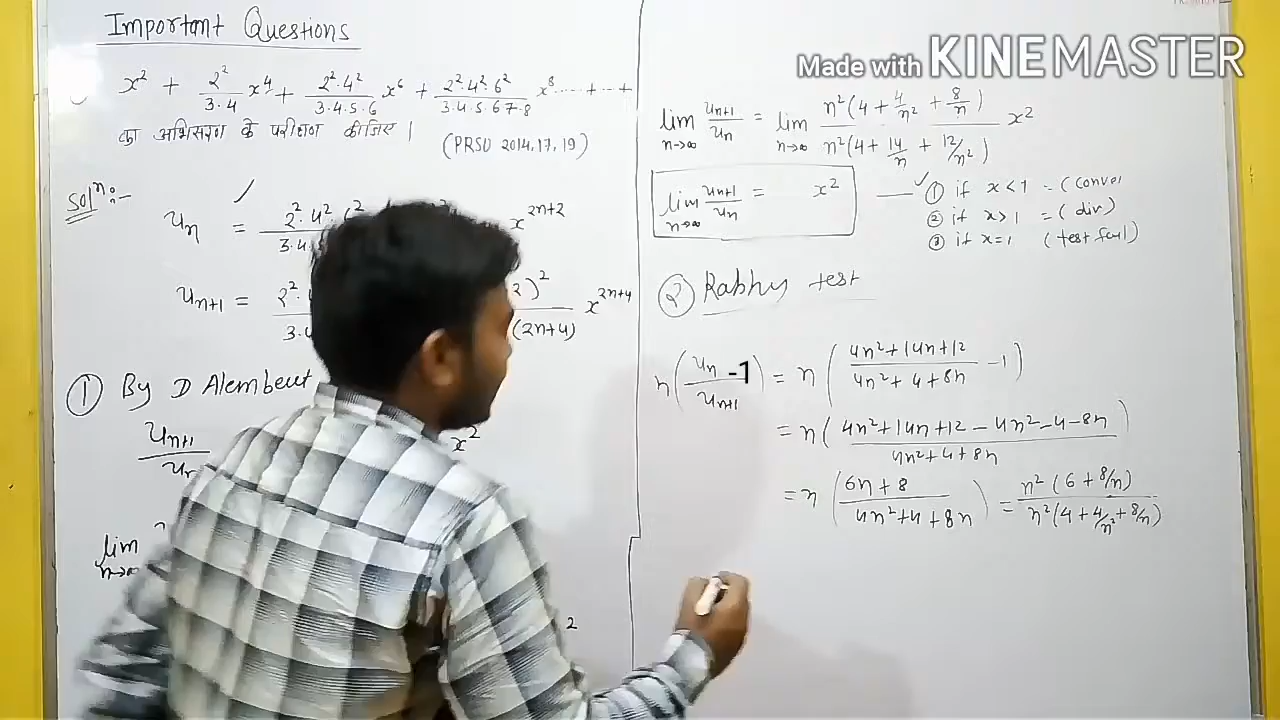 Important Questions
x² + 2²/3·4 x⁴ + 2²·4²/3·4·5·6 x⁶ + 2²·4²·6²/3·4·5·6·7·8 x⁸ ..... + ... +
का अभिसरण के परीक्षण कीजिए। (PRSU 2014,17,19)
Solⁿ:-
uₙ = 2²·4²
3·4
x²ⁿ⁺²
uₙ₊₁ = 2²
3·4
2)²/(2n+4) x²ⁿ⁺⁴
① By D Alembeut
uₙ₊₁/uₙ
x²
lim n→∞
2
Made with KINEMASTER
lim n→∞ uₙ₊₁/uₙ = lim n→∞ n²(4 + 4/n² + 8/n)/n²(4 + 14/n + 12/n²) x²
lim n→∞ uₙ₊₁/uₙ = x² — ① if x < 1 = (conver
② if x > 1 = (div)
③ if x = 1 (test fail)
② Rabhy test
n(uₙ/uₙ₊₁ -1) = n(4n²+14n+12/4n²+4+8n - 1)
= n(4n²+14n+12 - 4n² - 4 - 8n/4n²+4+8n)
= n(6n+8/4n²+4+8n) = n²(6 + 8/n)/n²(4 + 4/n² + 8/n)